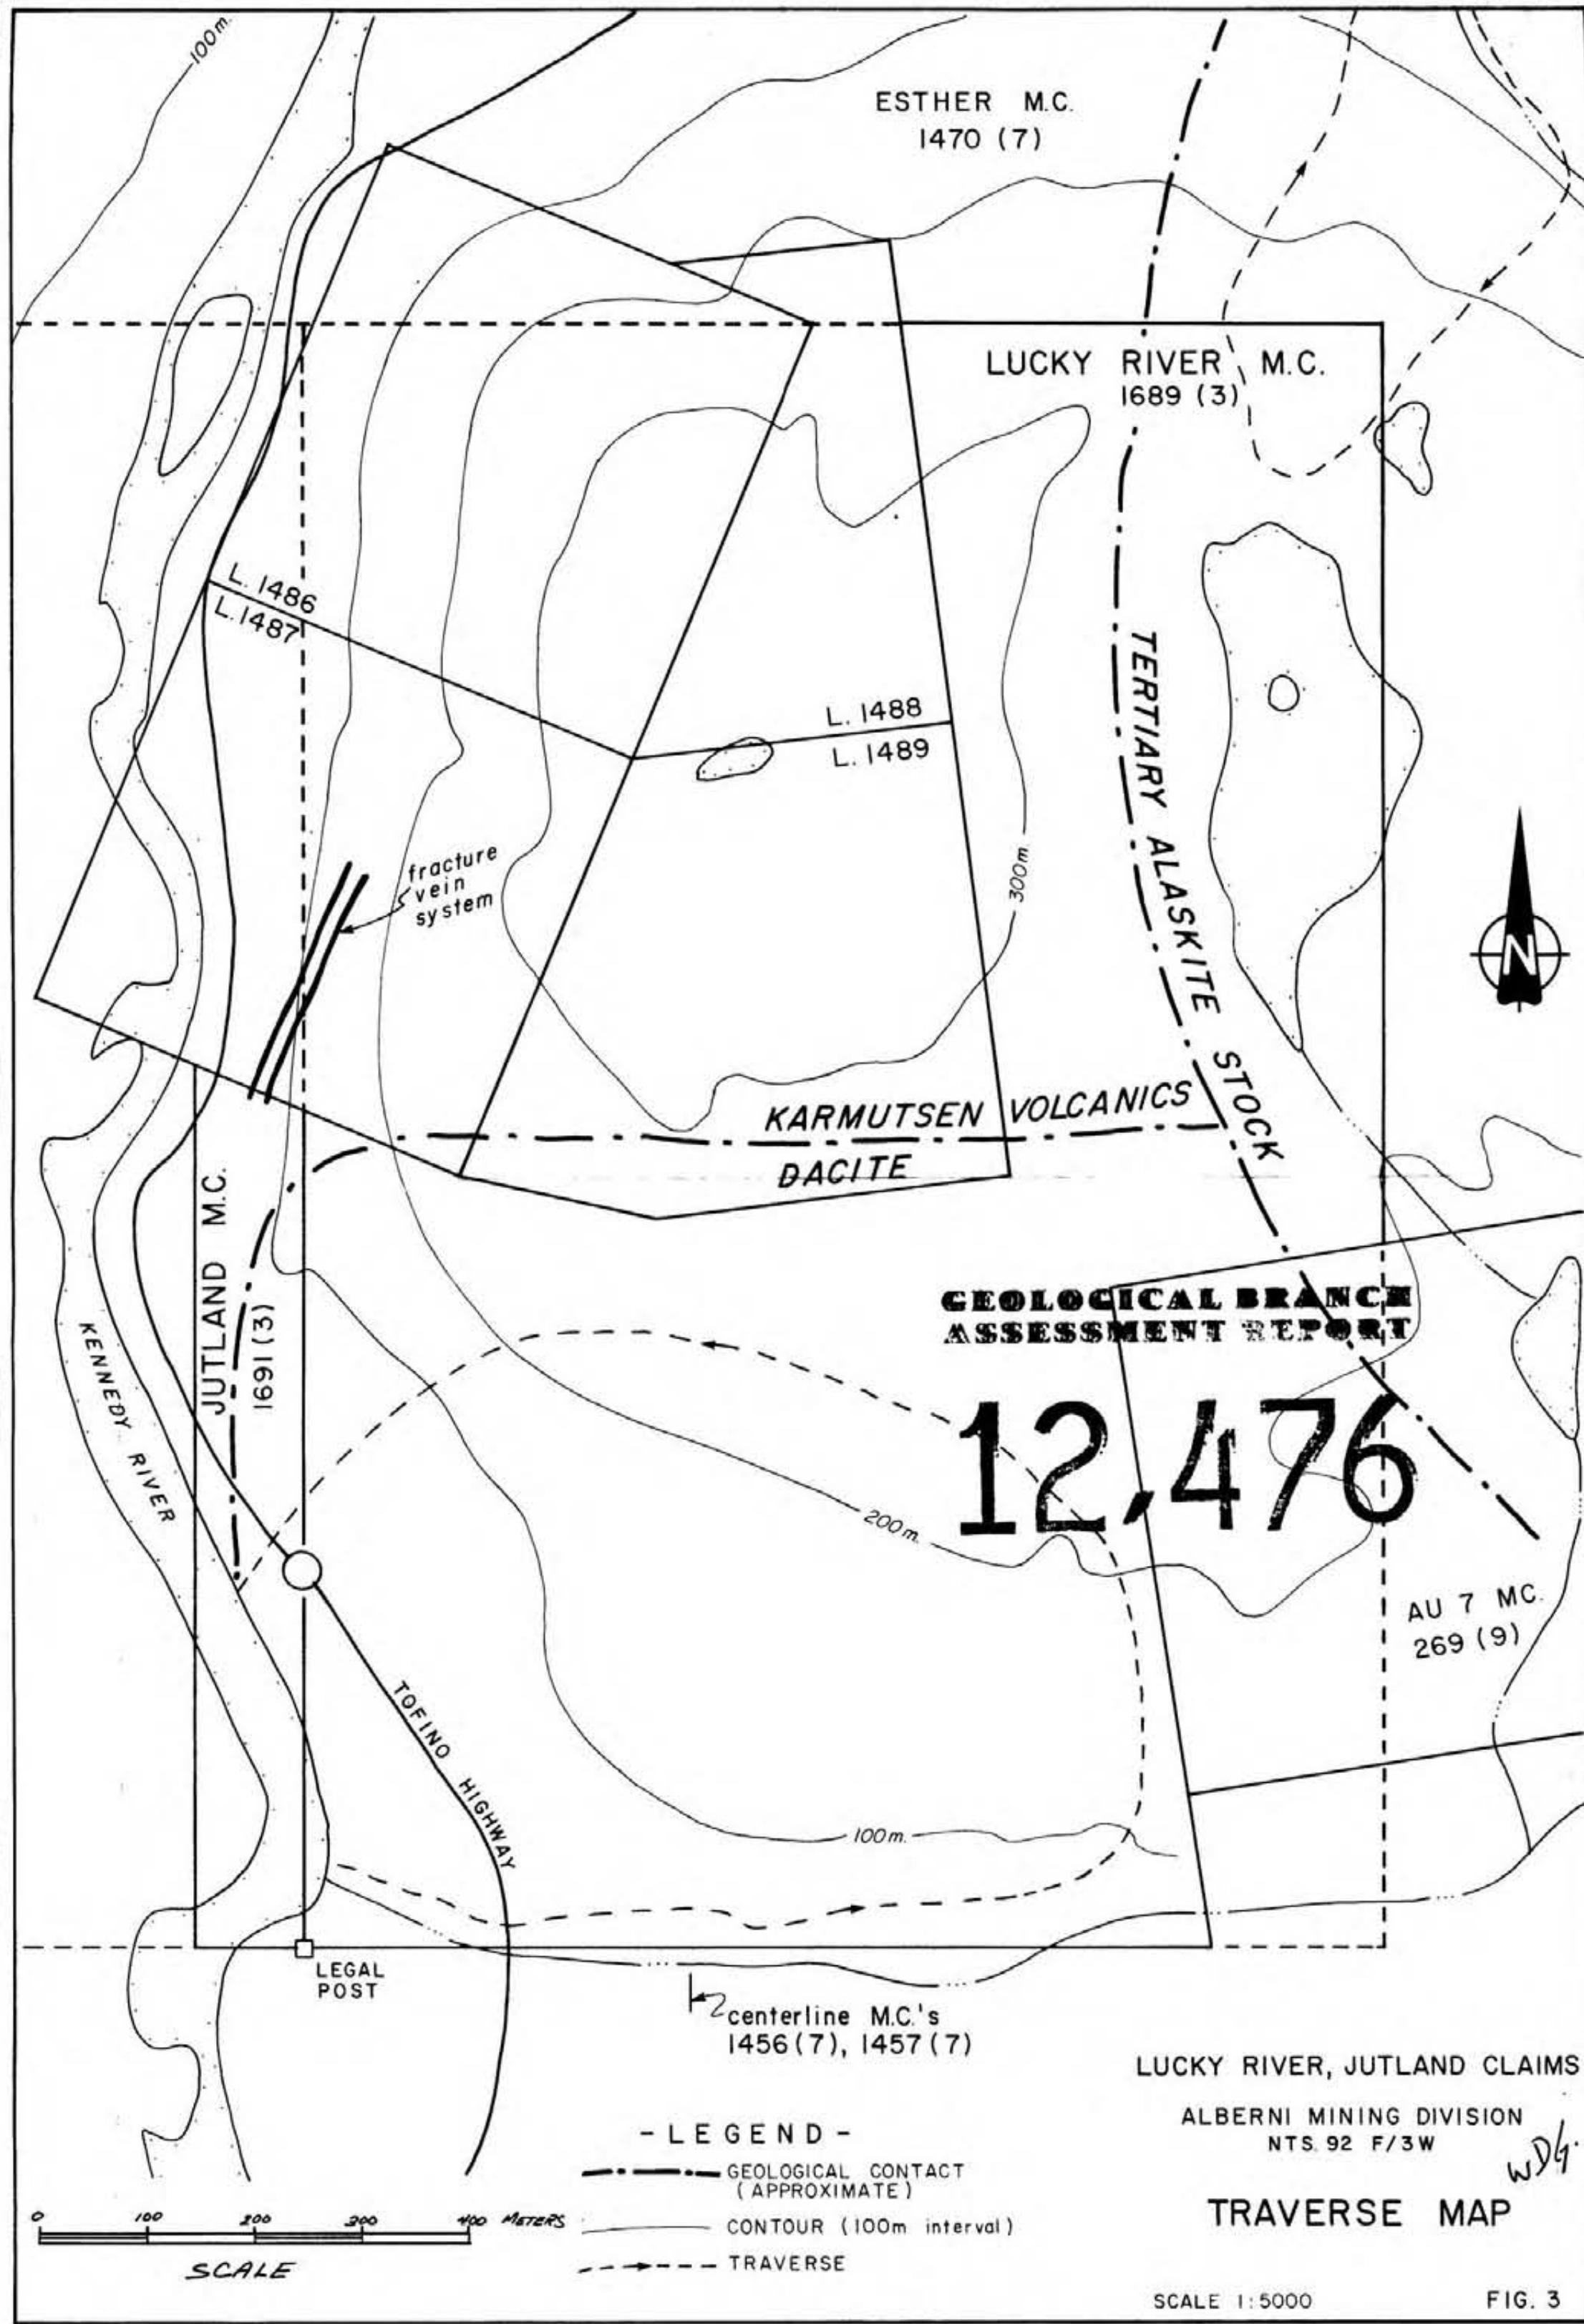 100m.
ESTHER M.C.
1470 (7)
LUCKY RIVER M.C.
1689 (3)
L. 1486
L. 1487
L. 1488
L. 1489
TERTIARY ALASKITE STOCK
fracture
vein
system
300m.
N
KARMUTSEN VOLCANICS
DACITE
JUTLAND M.C.
1691 (3)
KENNEDY RIVER
GEOLOGICAL BRANCH
ASSESSMENT REPORT
12,476
200m.
AU 7 MC.
269 (9)
TOFINO HIGHWAY
100m.
LEGAL
POST
centerline M.C.'s
1456 (7), 1457 (7)
LUCKY RIVER, JUTLAND CLAIMS
ALBERNI MINING DIVISION
NTS. 92 F/3W
WDG.
TRAVERSE MAP
- LEGEND -
GEOLOGICAL CONTACT
(APPROXIMATE)
CONTOUR (100m interval)
TRAVERSE
0 100 200 300 400 METERS
SCALE
SCALE 1:5000
FIG. 3